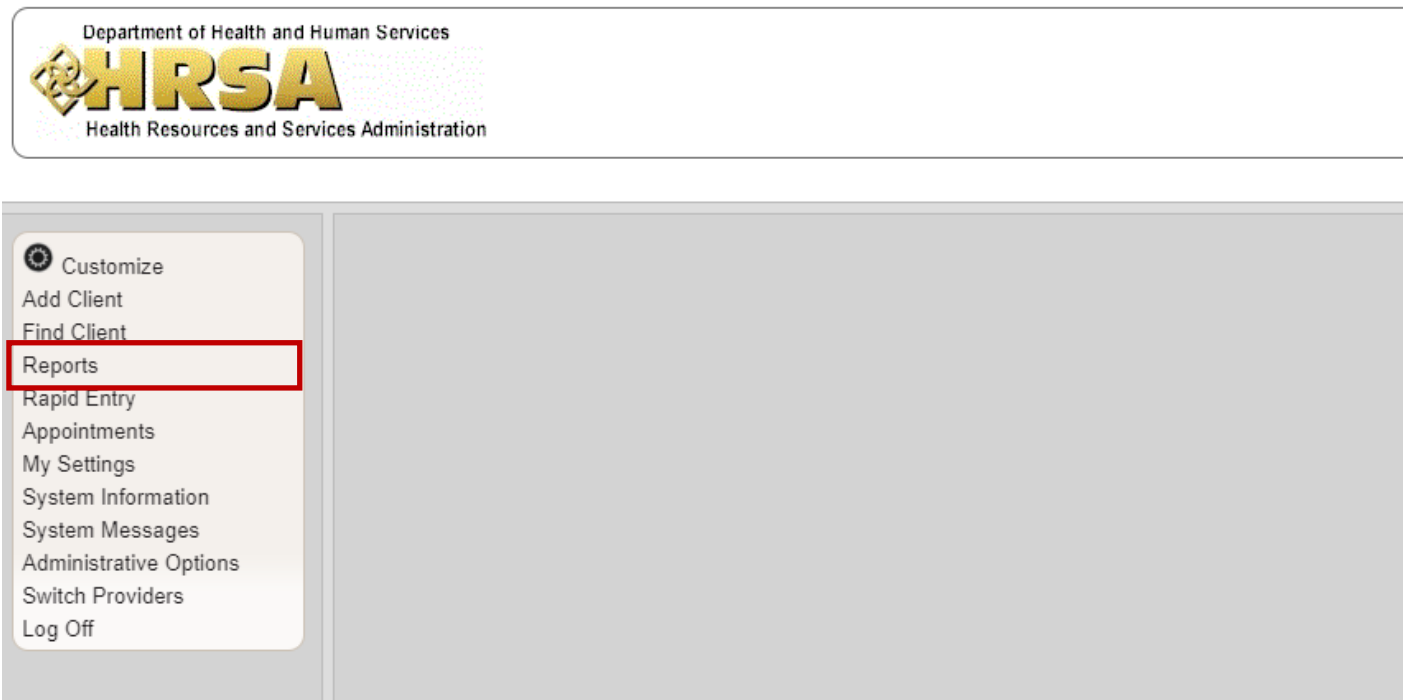 Department of Health and Human Services
HRSA
Health Resources and Services Administration
Customize
Add Client
Find Client
Reports
Rapid Entry
Appointments
My Settings
System Information
System Messages
Administrative Options
Switch Providers
Log Off